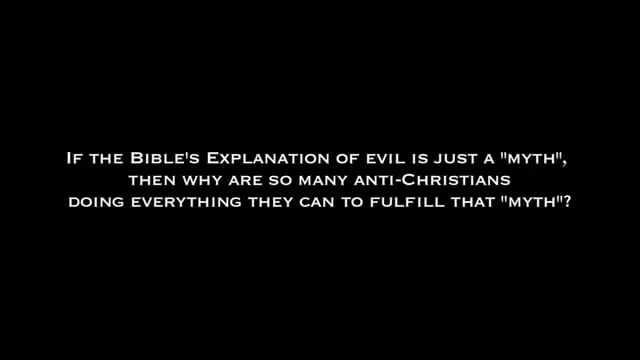 If the Bible's Explanation of evil is just a "myth",
then why are so many anti-Christians
doing everything they can to fulfill that "myth"?